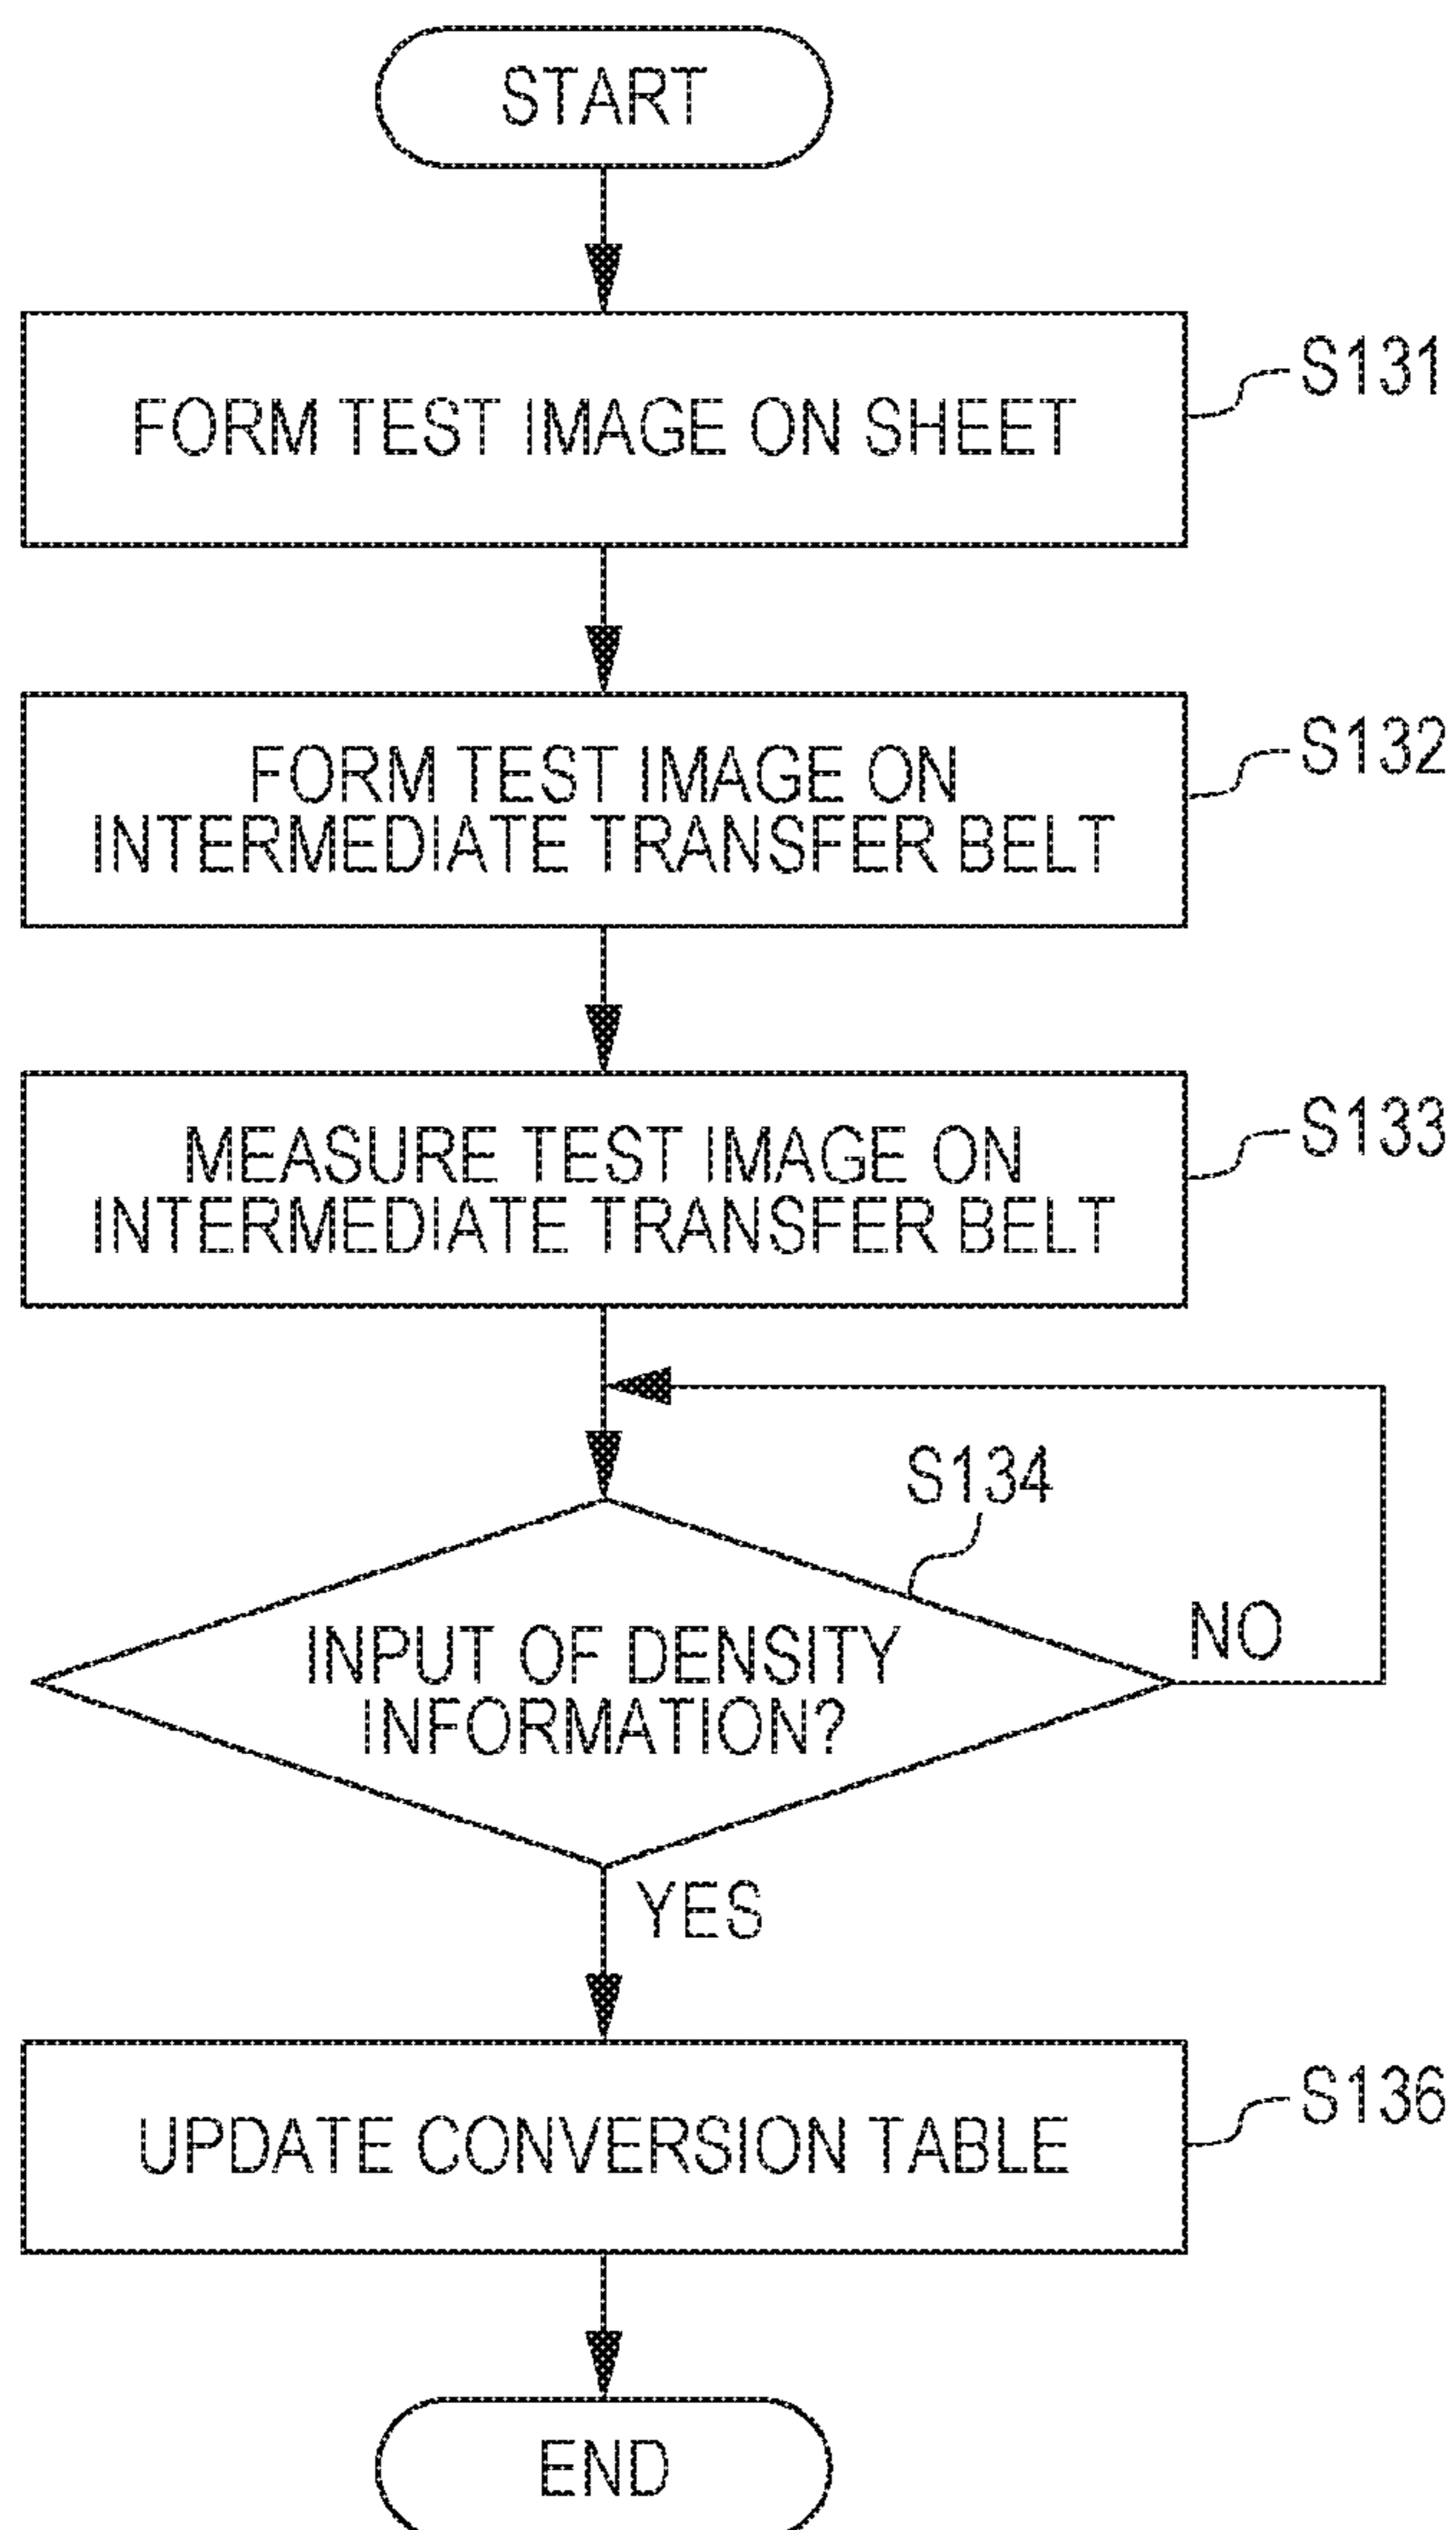 START
FORM TEST IMAGE ON SHEET
S131
FORM TEST IMAGE ON
INTERMEDIATE TRANSFER BELT
S132
MEASURE TEST IMAGE ON
INTERMEDIATE TRANSFER BELT
S133
S134
INPUT OF DENSITY
INFORMATION?
NO
YES
UPDATE CONVERSION TABLE
S136
END